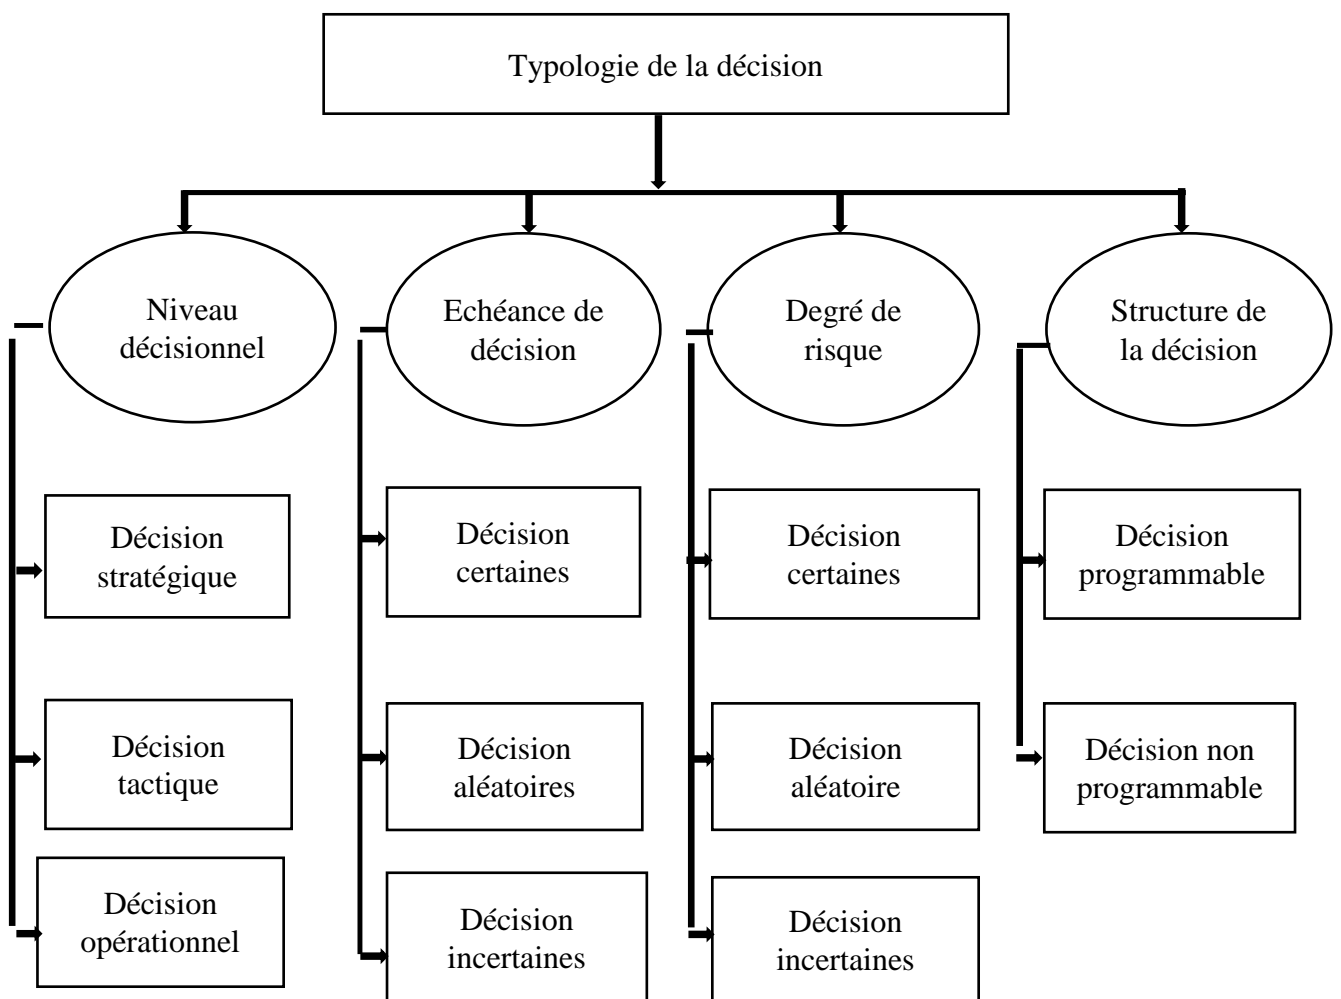 Typologie de la décision
Niveau
décisionnel
Echéance de
décision
Degré de
risque
Structure de
la décision
Décision
stratégique
Décision
certaines
Décision
certaines
Décision
programmable
Décision
tactique
Décision
aléatoires
Décision
aléatoire
Décision non
programmable
Décision
opérationnel
Décision
incertaines
Décision
incertaines